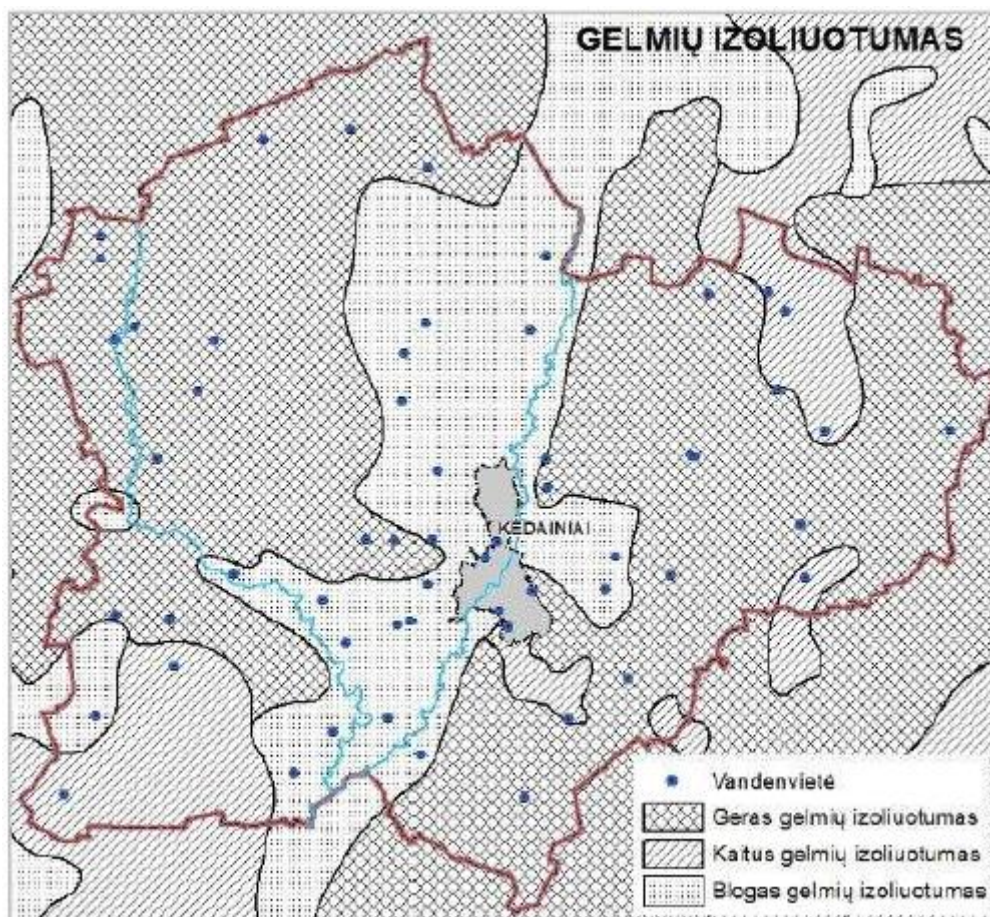 GELMIŲ IZOLIUOTUMAS
KĖDAINIAI
Vandenvietė
Geras gelmių izoliuotumas
Kaitus gelmių izoliuotumas
Blogas gelmių izoliuotumas